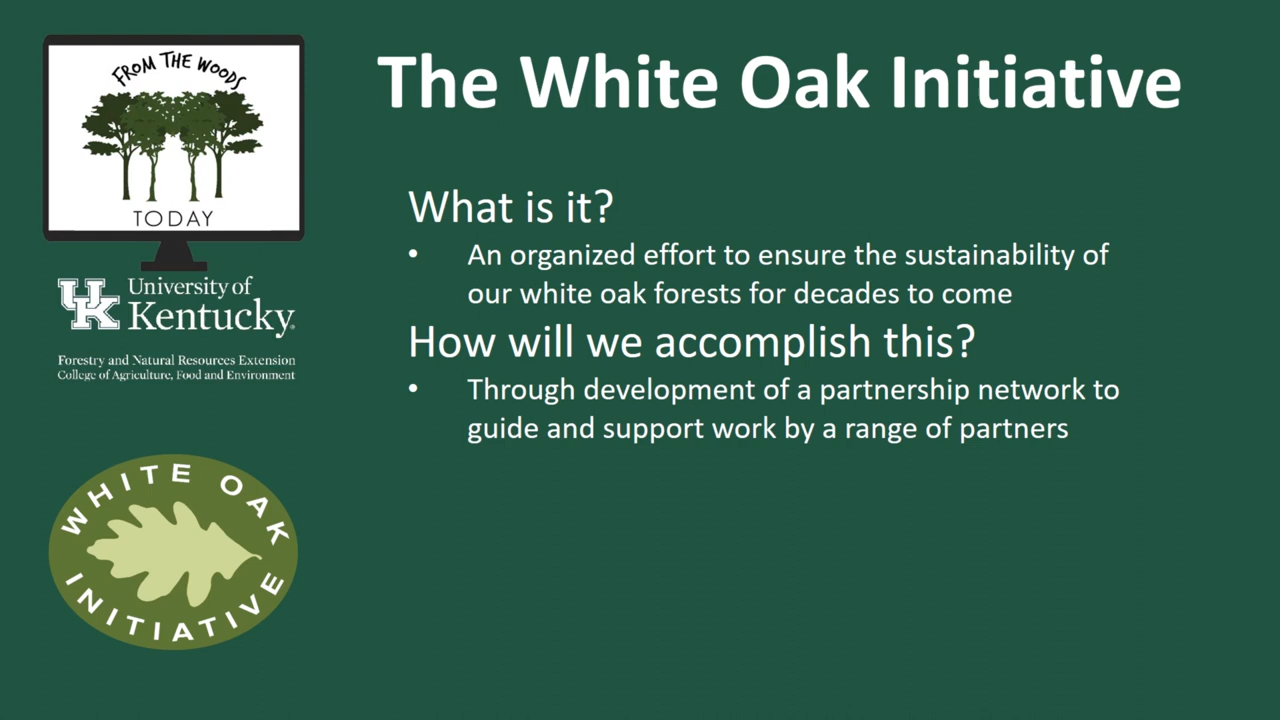 FROM THE WOODS
TODAY
UK
University of
Kentucky®
Forestry and Natural Resources Extension
College of Agriculture, Food and Environment
WHITE OAK
INITIATIVE
The White Oak Initiative
What is it?
• An organized effort to ensure the sustainability of
our white oak forests for decades to come
How will we accomplish this?
• Through development of a partnership network to
guide and support work by a range of partners